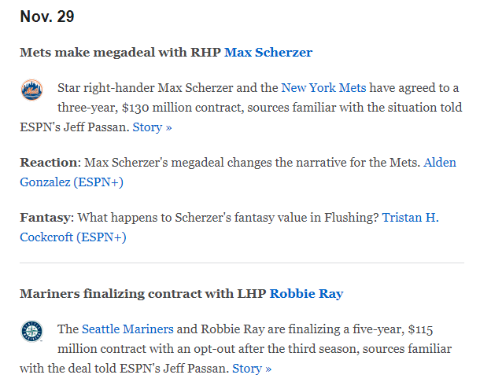 Nov. 29
Mets make megadeal with RHP Max Scherzer
Star right-hander Max Scherzer and the New York Mets have agreed to a
three-year, $130 million contract, sources familiar with the situation told
ESPN's Jeff Passan. Story »
Reaction: Max Scherzer's megadeal changes the narrative for the Mets. Alden
Gonzalez (ESPN+)
Fantasy: What happens to Scherzer's fantasy value in Flushing? Tristan H.
Cockcroft (ESPN+)
Mariners finalizing contract with LHP Robbie Ray
The Seattle Mariners and Robbie Ray are finalizing a five-year, $115
million contract with an opt-out after the third season, sources familiar
with the deal told ESPN's Jeff Passan. Story »